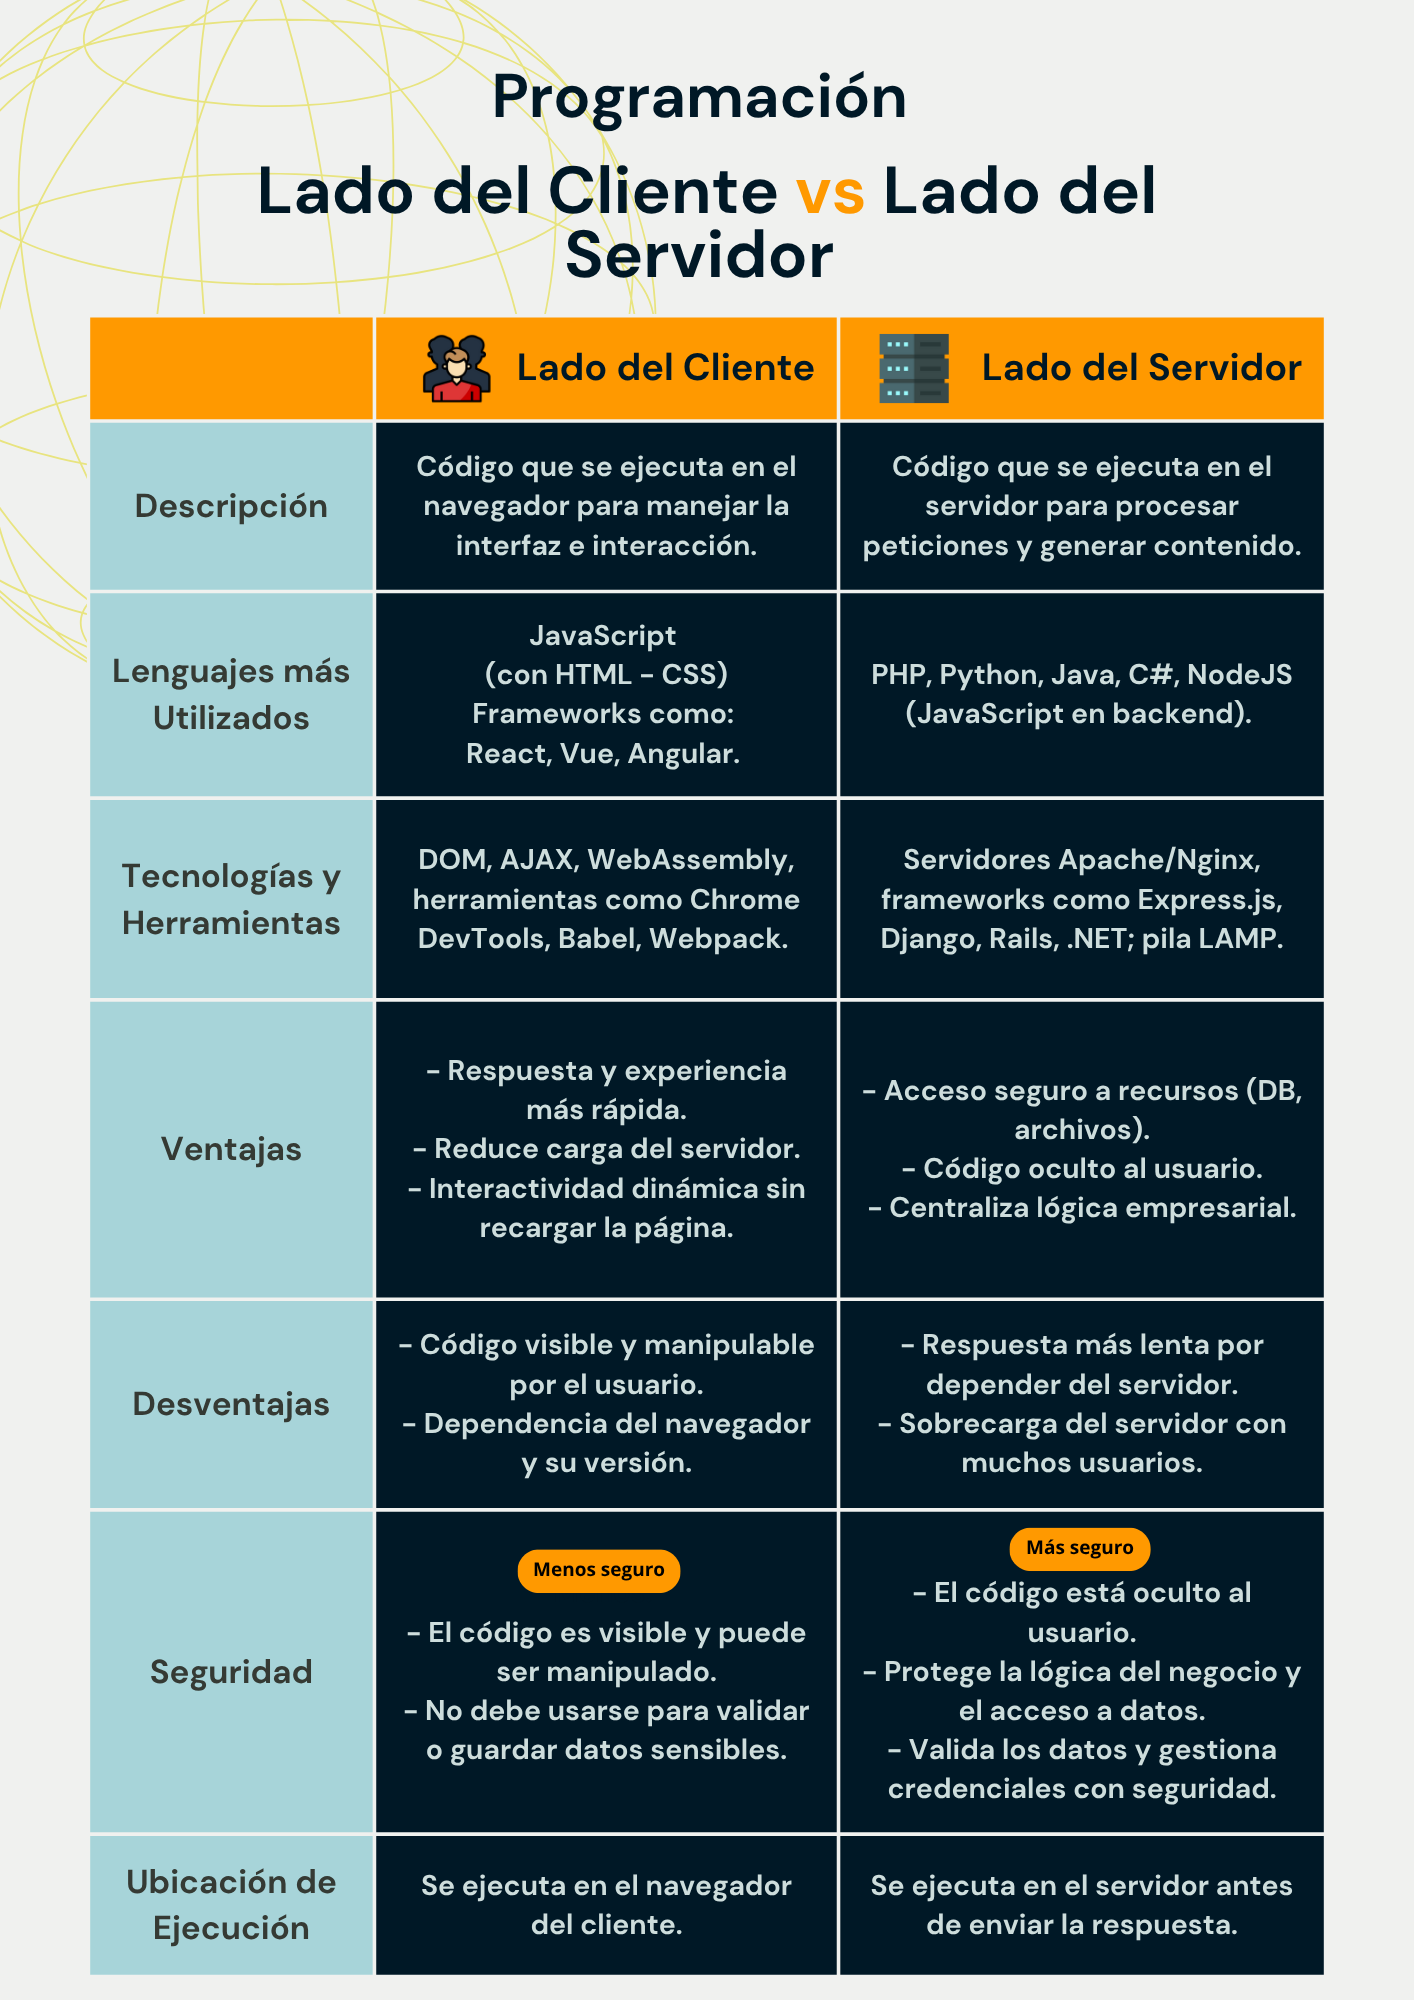 Programación
Lado del Cliente vs Lado del
Servidor
Lado del Cliente
Lado del Servidor
Descripción
Código que se ejecuta en el
navegador para manejar la
interfaz e interacción.
Código que se ejecuta en el
servidor para procesar
peticiones y generar contenido.
Lenguajes más
Utilizados
JavaScript
(con HTML - CSS)
Frameworks como:
React, Vue, Angular.
PHP, Python, Java, C#, NodeJS
(JavaScript en backend).
Tecnologías y
Herramientas
DOM, AJAX, WebAssembly,
herramientas como Chrome
DevTools, Babel, Webpack.
Servidores Apache/Nginx,
frameworks como Express.js,
Django, Rails, .NET; pila LAMP.
Ventajas
- Respuesta y experiencia
más rápida.
- Reduce carga del servidor.
- Interactividad dinámica sin
recargar la página.
- Acceso seguro a recursos (DB,
archivos).
- Código oculto al usuario.
- Centraliza lógica empresarial.
Desventajas
- Código visible y manipulable
por el usuario.
- Dependencia del navegador
y su versión.
- Respuesta más lenta por
depender del servidor.
- Sobrecarga del servidor con
muchos usuarios.
Seguridad
Menos seguro
- El código es visible y puede
ser manipulado.
- No debe usarse para validar
o guardar datos sensibles.
Más seguro
- El código está oculto al
usuario.
- Protege la lógica del negocio y
el acceso a datos.
- Valida los datos y gestiona
credenciales con seguridad.
Ubicación de
Ejecución
Se ejecuta en el navegador
del cliente.
Se ejecuta en el servidor antes
de enviar la respuesta.